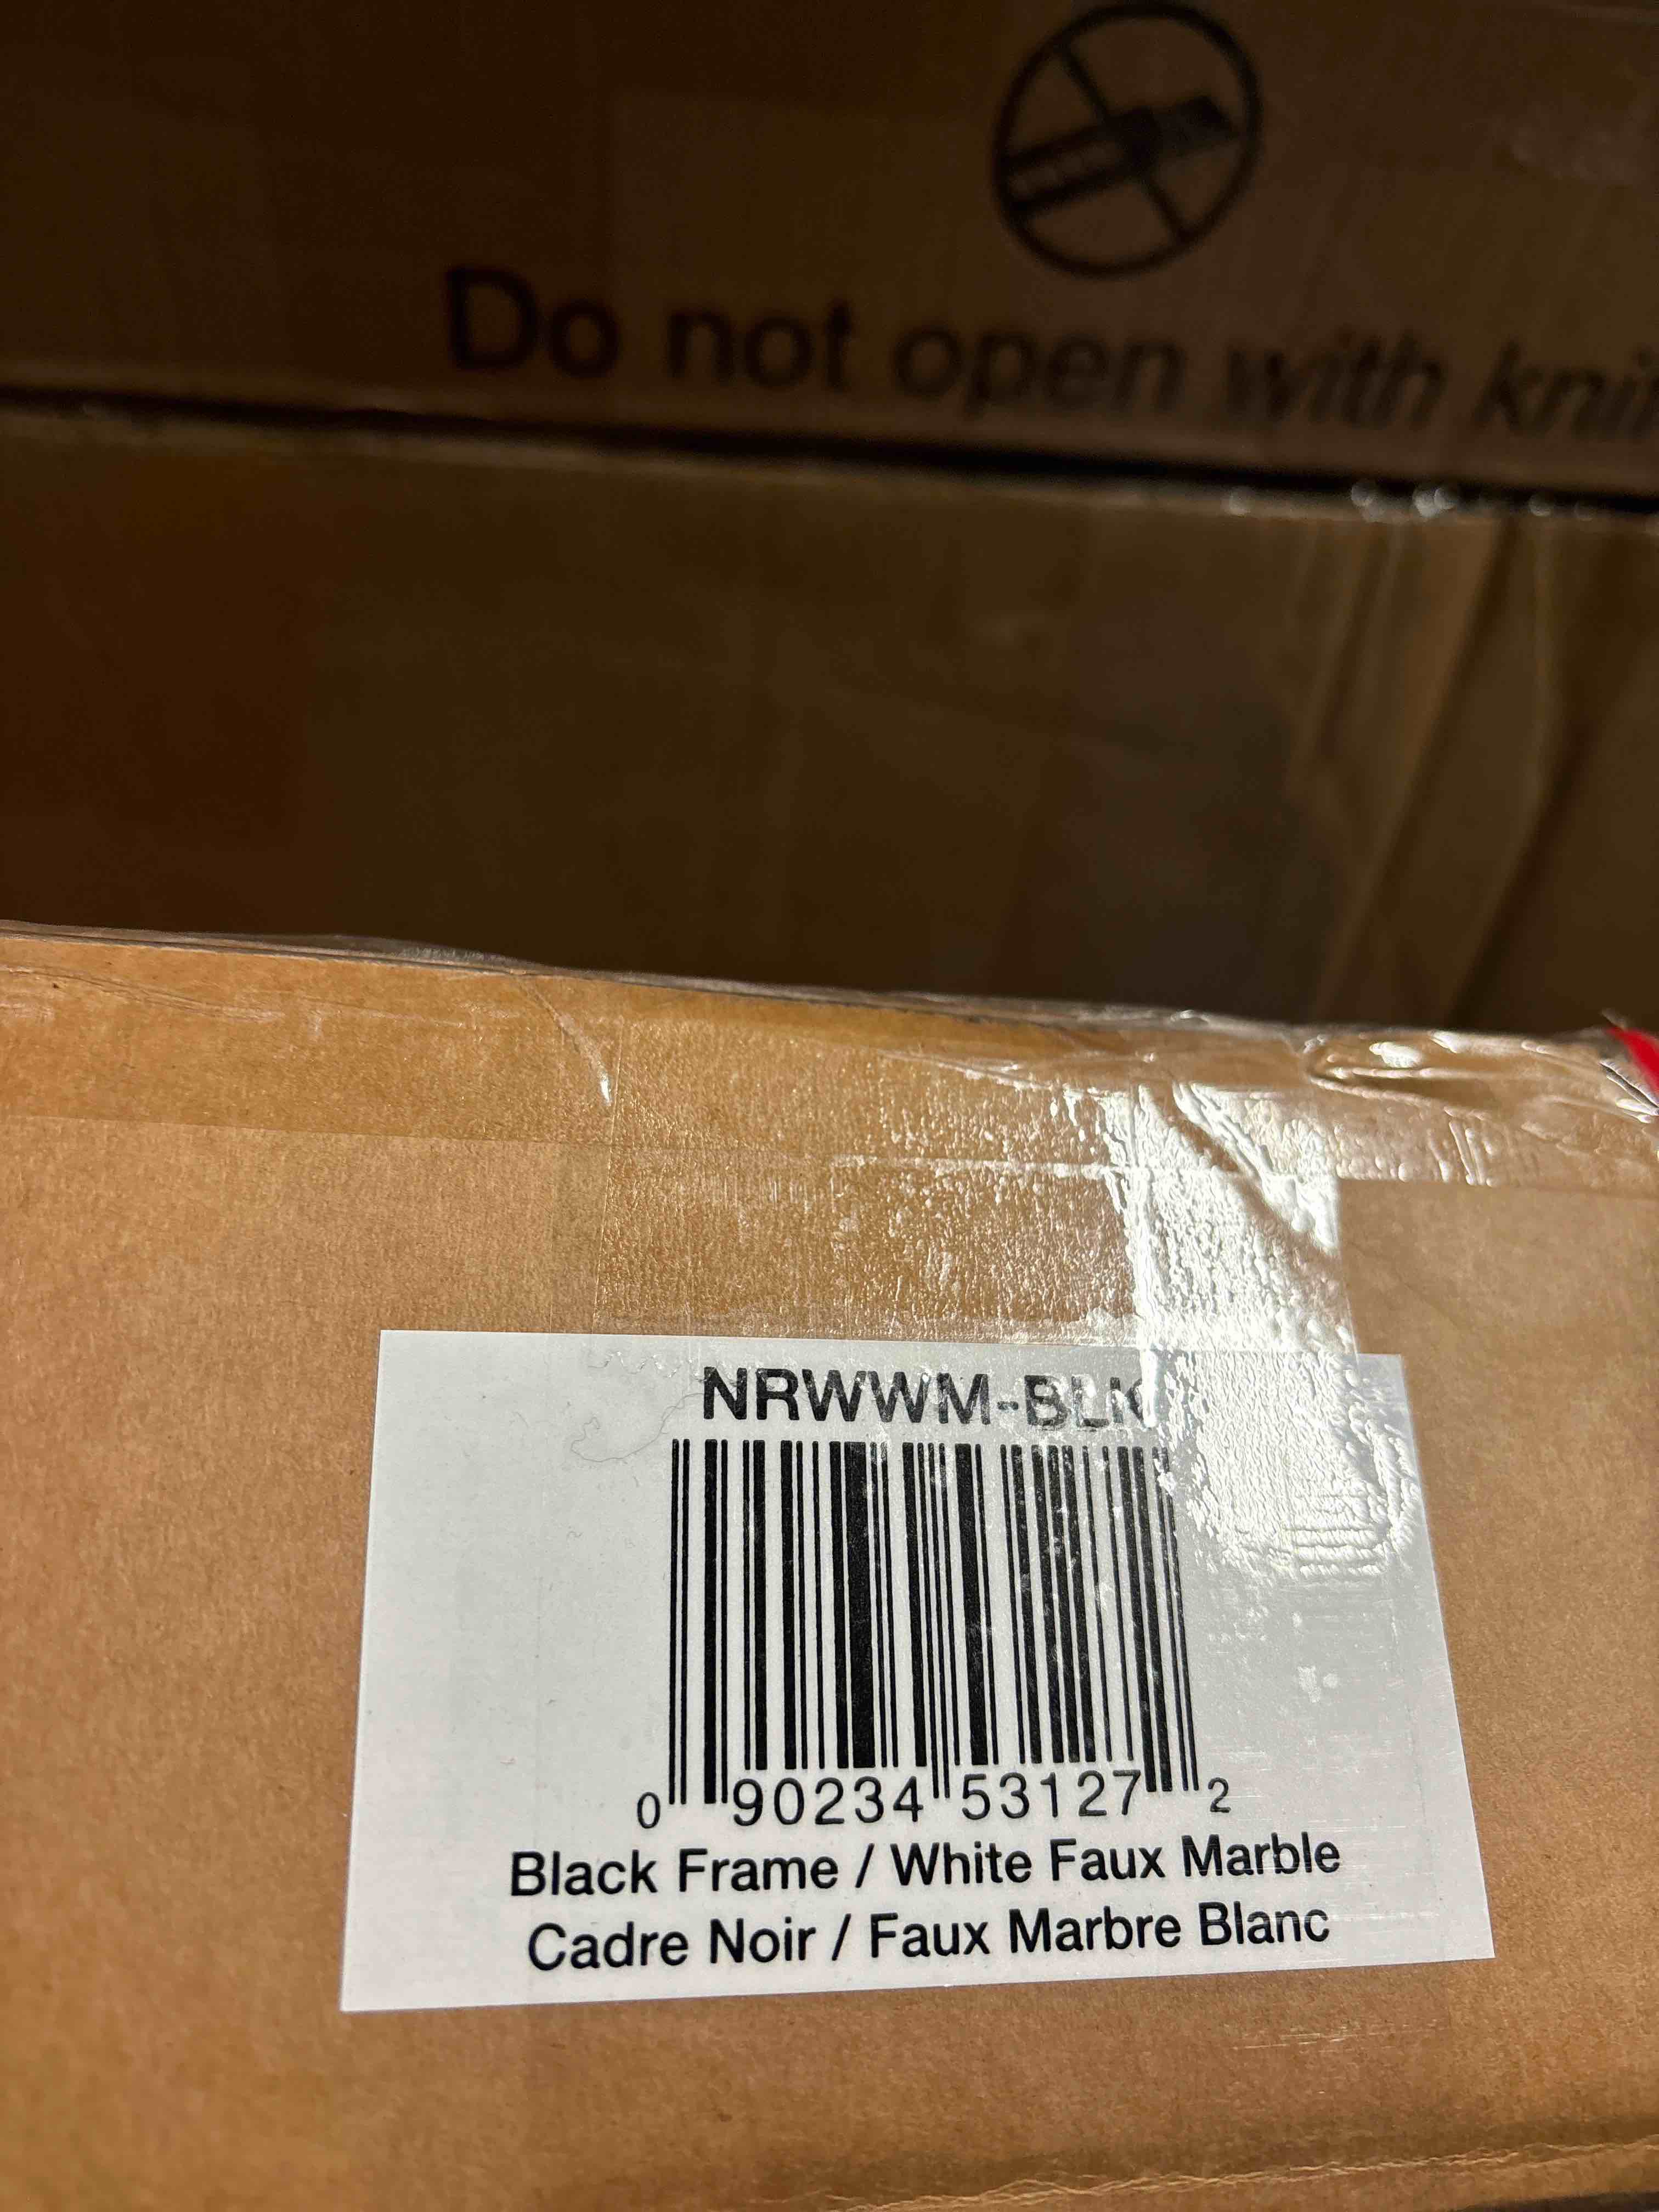 Do not open with
NRWWM-BLK
0 90234 53127 2
Black Frame / White Faux Marble
Cadre Noir / Faux Marbre Blanc